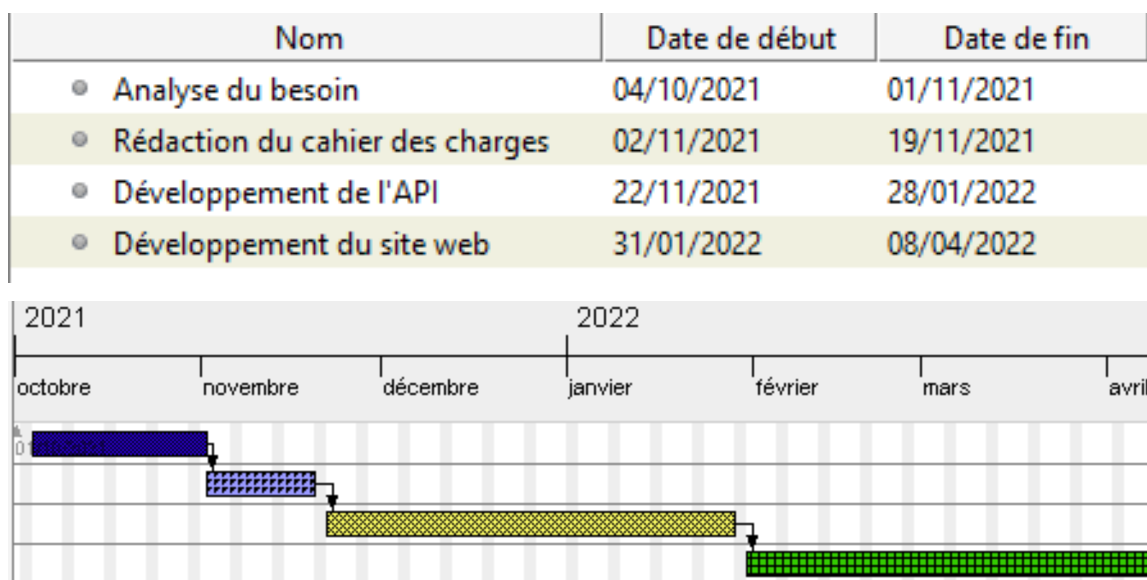 Nom Date de début Date de fin
Analyse du besoin 04/10/2021 01/11/2021
Rédaction du cahier des charges 02/11/2021 19/11/2021
Développement de l'API 22/11/2021 28/01/2022
Développement du site web 31/01/2022 08/04/2022
2021 2022
octobre novembre décembre janvier février mars avril